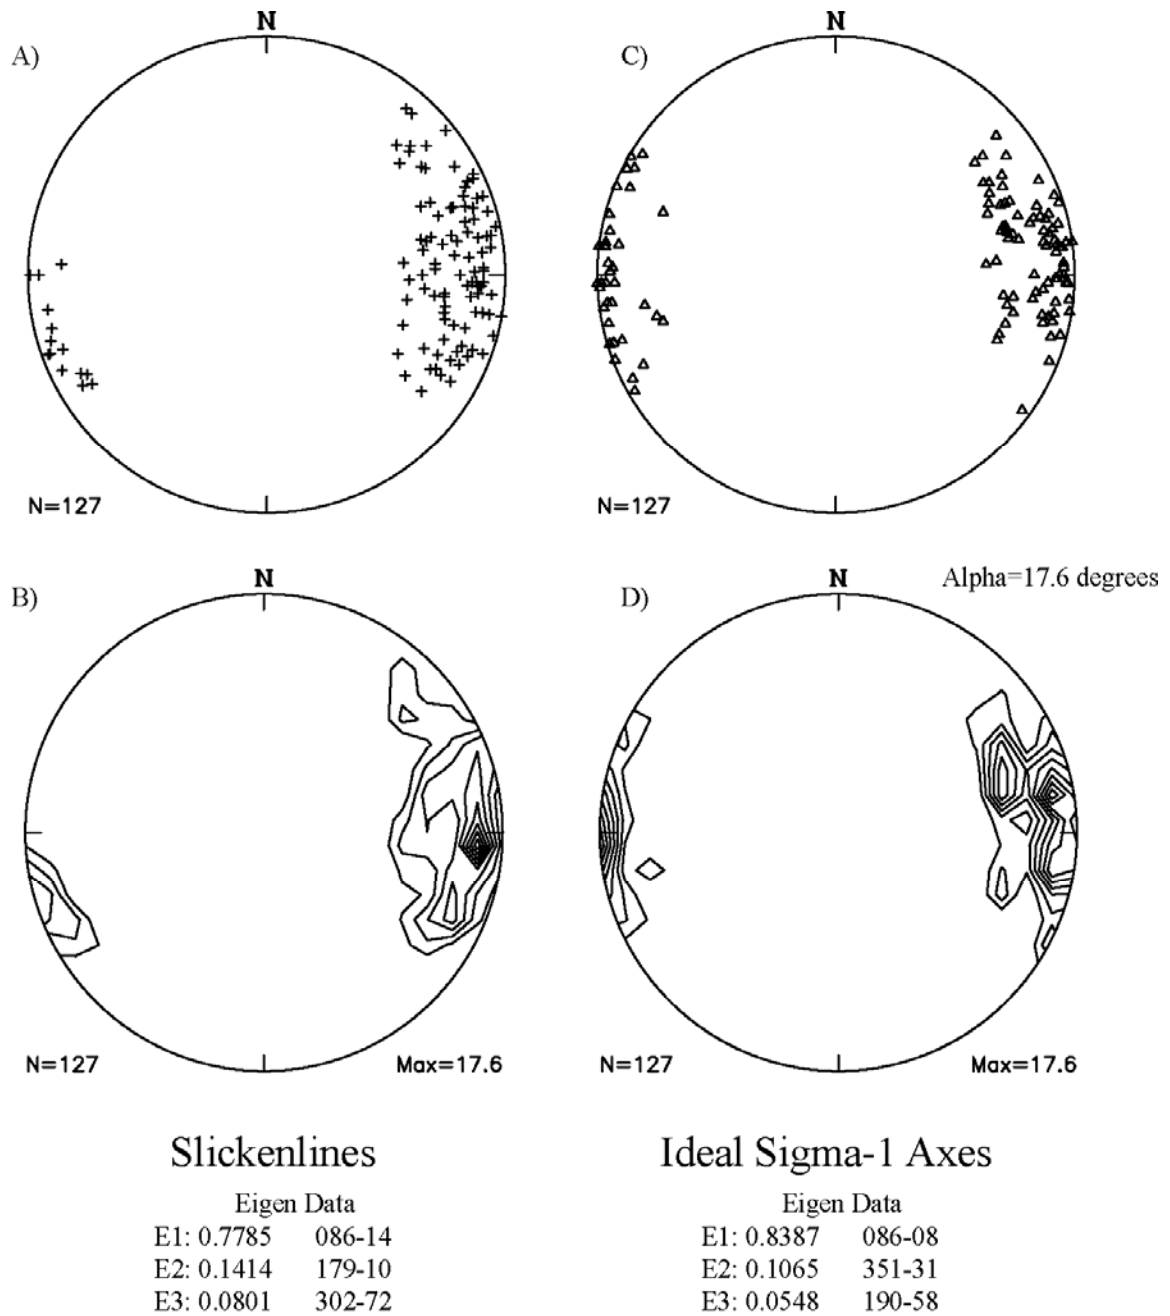 N
A)
N=127
N
C)
N=127
N
B)
N=127
Max=17.6
N
D)
Alpha=17.6 degrees
N=127
Max=17.6
Slickenlines
Eigen Data
E1: 0.7785 086-14
E2: 0.1414 179-10
E3: 0.0801 302-72
Ideal Sigma-1 Axes
Eigen Data
E1: 0.8387 086-08
E2: 0.1065 351-31
E3: 0.0548 190-58